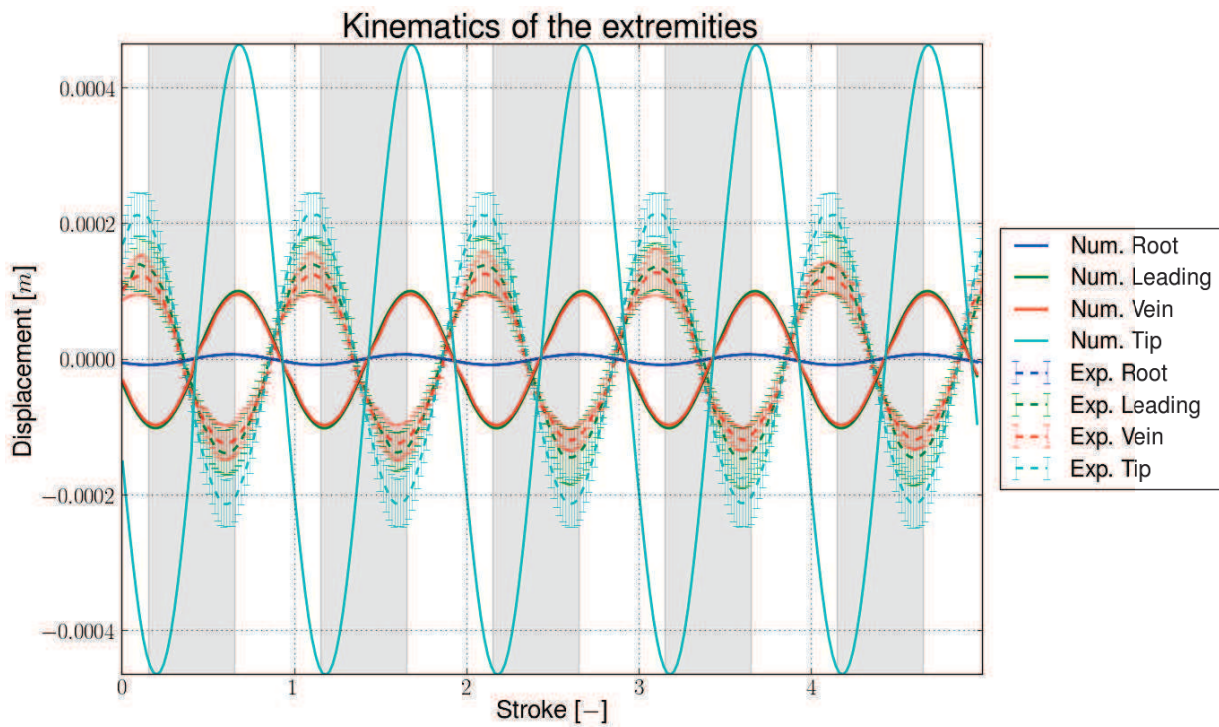 Kinematics of the extremities
Displacement [m]
0.0004
0.0002
0.0000
−0.0002
−0.0004
0
1
2
3
4
Stroke [−]
Num. Root
Num. Leading
Num. Vein
Num. Tip
Exp. Root
Exp. Leading
Exp. Vein
Exp. Tip